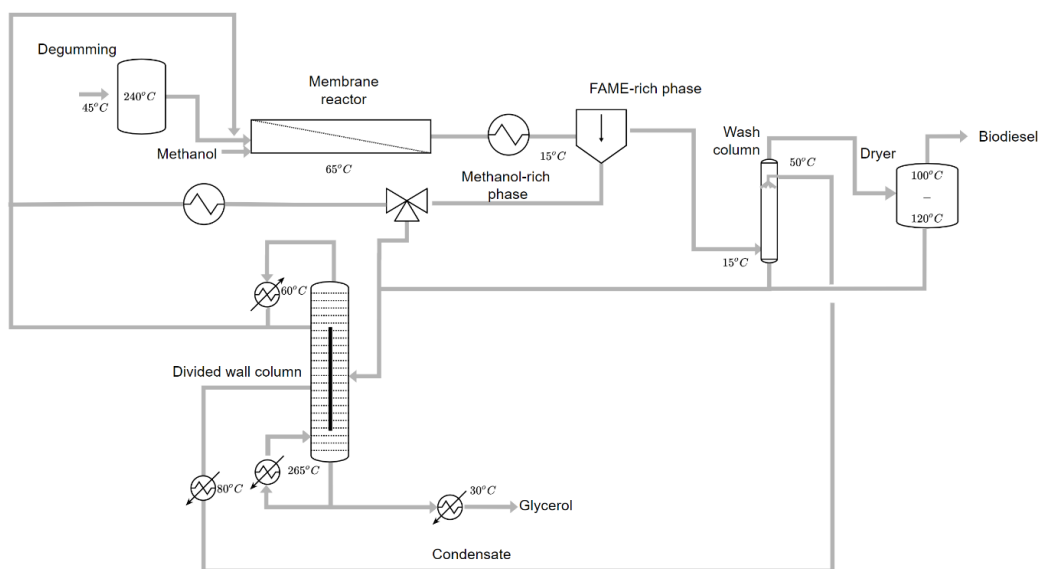 Degumming
45°C
240°C
Methanol
Membrane
reactor
65°C
15°C
FAME-rich phase
Methanol-rich
phase
Wash
column
50°C
15°C
Dryer
100°C
–
120°C
Biodiesel
60°C
Divided wall column
265°C
80°C
30°C
Glycerol
Condensate